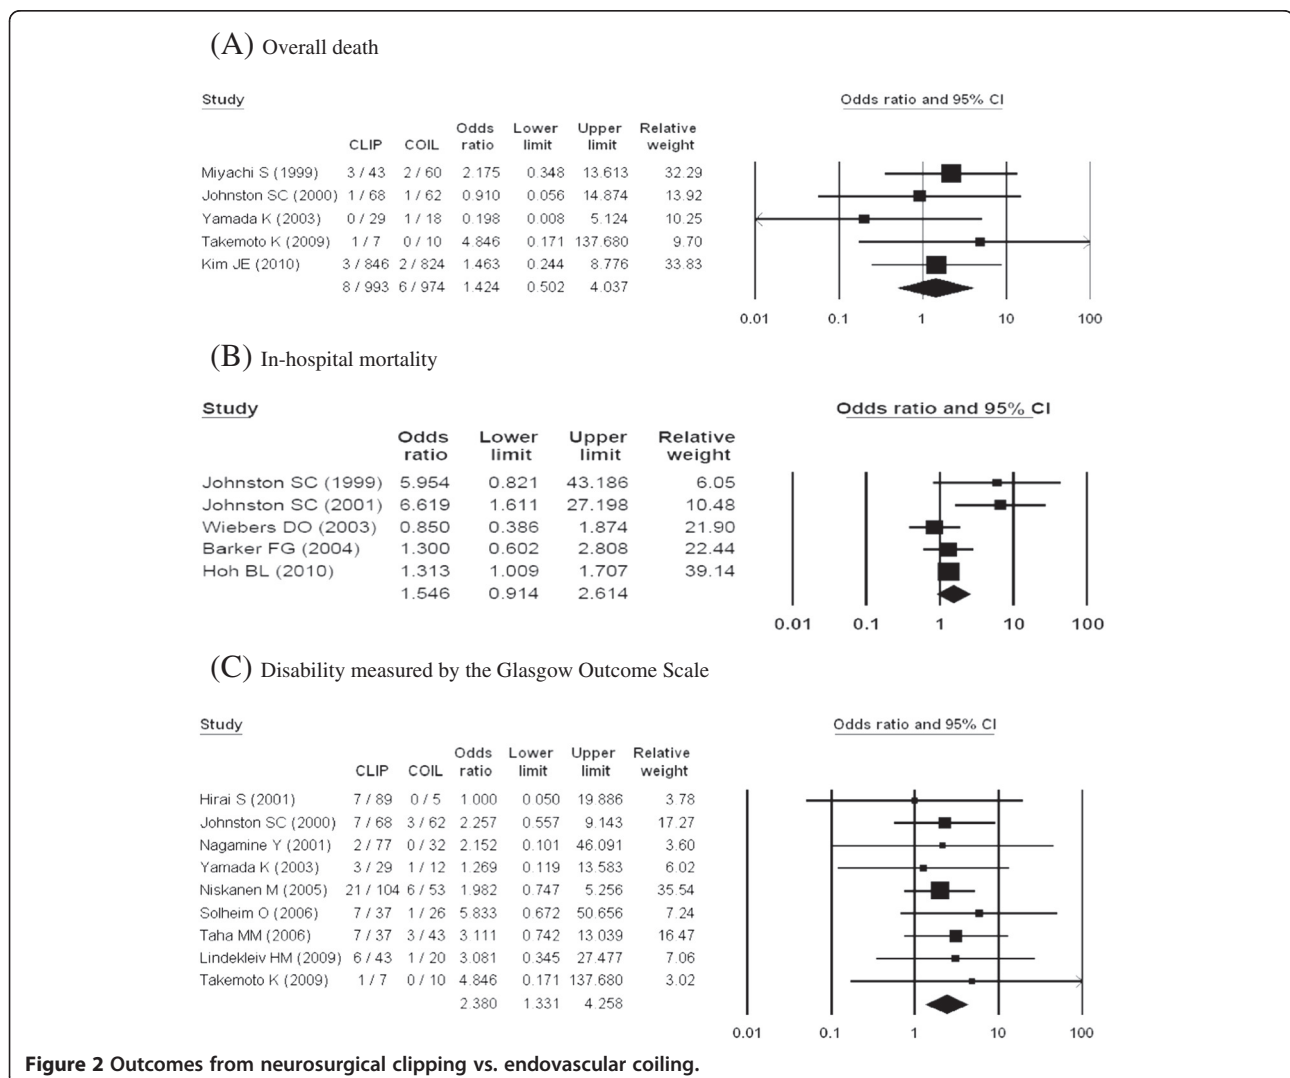 (A) Overall death
Study Odds ratio and 95% CI
Odds Lower Upper Relative
CLIP COIL ratio limit limit weight
Miyachi S (1999) 3 / 43 2 / 60 2.175 0.348 13.613 32.29
Johnston SC (2000) 1 / 68 1 / 62 0.910 0.056 14.874 13.92
Yamada K (2003) 0 / 29 1 / 18 0.198 0.008 5.124 10.25
Takemoto K (2009) 1 / 7 0 / 10 4.846 0.171 137.680 9.70
Kim JE (2010) 3 / 846 2 / 824 1.463 0.244 8.776 33.83
8 / 993 6 / 974 1.424 0.502 4.037
0.01 0.1 1 10 100
(B) In-hospital mortality
Study Odds ratio and 95% CI
Odds Lower Upper Relative
ratio limit limit weight
Johnston SC (1999) 5.954 0.821 43.186 6.05
Johnston SC (2001) 6.619 1.611 27.198 10.48
Wiebers DO (2003) 0.850 0.386 1.874 21.90
Barker FG (2004) 1.300 0.602 2.808 22.44
Hoh BL (2010) 1.313 1.009 1.707 39.14
1.546 0.914 2.614
0.01 0.1 1 10 100
(C) Disability measured by the Glasgow Outcome Scale
Study Odds ratio and 95% CI
Odds Lower Upper Relative
CLIP COIL ratio limit limit weight
Hirai S (2001) 7 / 89 0 / 5 1.000 0.050 19.886 3.78
Johnston SC (2000) 7 / 68 3 / 62 2.257 0.557 9.143 17.27
Nagamine Y (2001) 2 / 77 0 / 32 2.152 0.101 46.091 3.60
Yamada K (2003) 3 / 29 1 / 12 1.269 0.119 13.583 6.02
Niskanen M (2005) 21 / 104 6 / 53 1.982 0.747 5.256 35.54
Solheim O (2006) 7 / 37 1 / 26 5.833 0.672 50.656 7.24
Taha MM (2006) 7 / 37 3 / 43 3.111 0.742 13.039 16.47
Lindekleiv HM (2009) 6 / 43 1 / 20 3.081 0.345 27.477 7.06
Takemoto K (2009) 1 / 7 0 / 10 4.846 0.171 137.680 3.02
2.380 1.331 4.258
0.01 0.1 1 10 100
Figure 2 Outcomes from neurosurgical clipping vs. endovascular coiling.